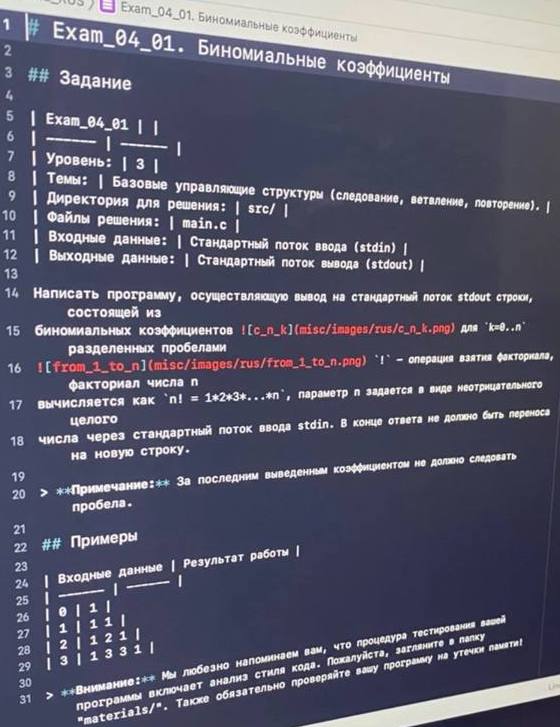 Exam_04_01. Биномиальные коэффициенты
1 # Exam_04_01. Биномиальные коэффициенты
2
3 ## Задание
4
5 | Exam_04_01 | |
6 | ------ | ------ |
7 | Уровень: | 3 |
8 | Темы: | Базовые управляющие структуры (следование, ветвление, повторение). |
9 | Директория для решения: | src/ |
10 | Файлы решения: | main.c |
11 | Входные данные: | Стандартный поток ввода (stdin) |
12 | Выходные данные: | Стандартный поток вывода (stdout) |
13
14 Написать программу, осуществляющую вывод на стандартный поток stdout строки,
состоящей из
15 биномиальных коэффициентов ![c_n_k](misc/images/rus/c_n_k.png) для `k=0..n`
разделенных пробелами
16 ![from_1_to_n](misc/images/rus/from_1_to_n.png) `!` – операция взятия факториала,
факториал числа n
17 вычисляется как `n! = 1*2*3*...*n`, параметр n задается в виде неотрицательного
целого
18 числа через стандартный поток ввода stdin. В конце ответа не должно быть переноса
на новую строку.
19
20 > **Примечание:** За последним выведенным коэффициентом не должно следовать
пробела.
21
22 ## Примеры
23
24 | Входные данные | Результат работы |
25 | ------ | ------ |
26 | 0 | 1 |
27 | 1 | 1 1 |
28 | 2 | 1 2 1 |
29 | 3 | 1 3 3 1 |
30
31 > **Внимание:** Мы любезно напоминаем вам, что процедура тестирования вашей
программы включает анализ стиля кода. Пожалуйста, загляните в папку
"materials/". Также обязательно проверяйте вашу программу на утечки памяти!